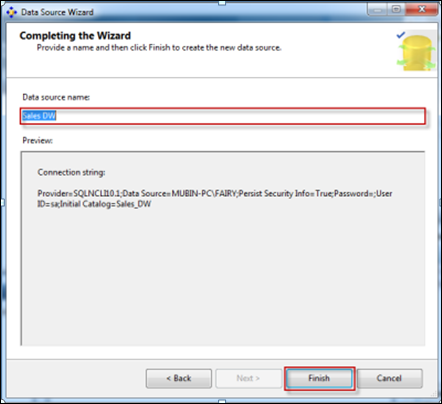 Data Source Wizard
Completing the Wizard
Provide a name and then click Finish to create the new data source.
Data source name:
Sales DW
Preview:
Connection string:
Provider=SQLNCLI10.1;Data Source=MUBIN-PC\FAIRY;Persist Security Info=True;Password=;User
ID=sa;Initial Catalog=Sales_DW
< Back
Next >
Finish
Cancel